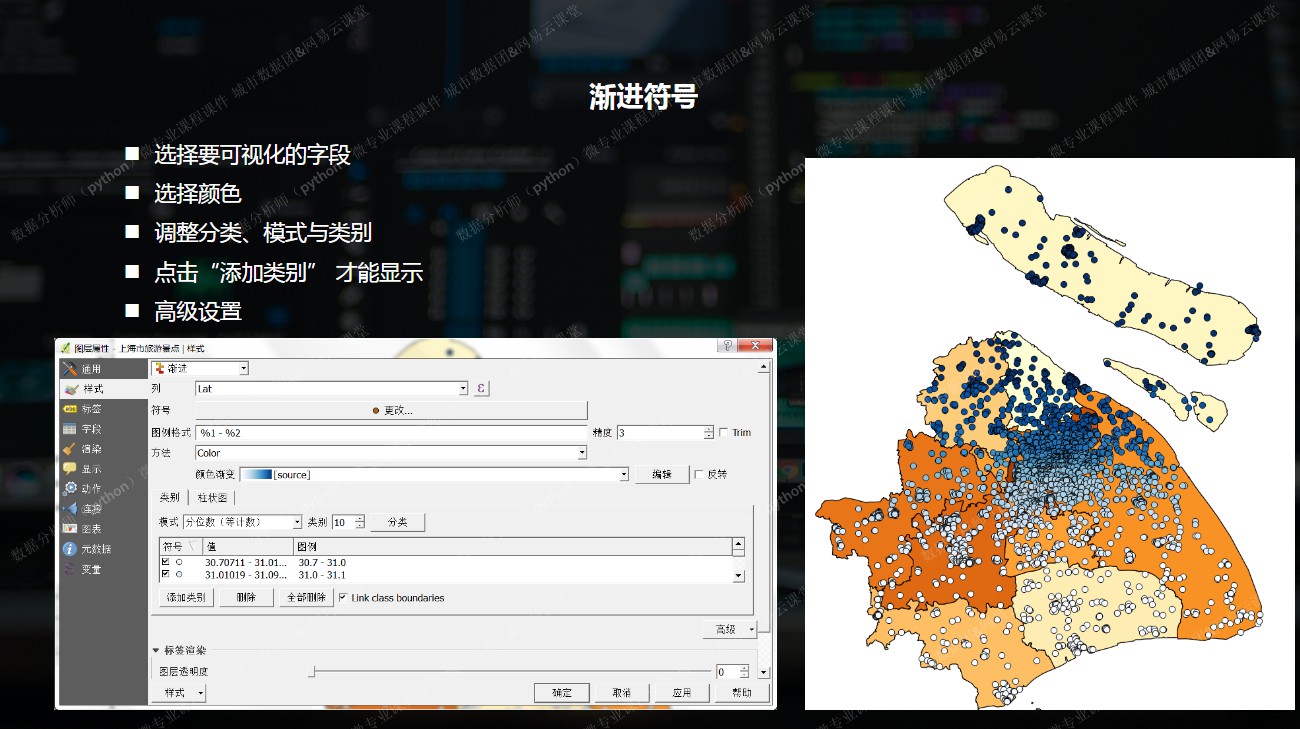 渐进符号
选择要可视化的字段
选择颜色
调整分类、模式与类别
点击“添加类别” 才能显示
高级设置
图层属性 - 上海市旅游景点 | 样式
通用
样式
标签
字段
渲染
显示
动作
连接
图表
元数据
变量
渐进
列 Lat ε
符号 更改...
图例格式 %1 - %2 精度 3 Trim
方法 Color
颜色渐变 [source] 编辑 反转
类别 柱状图
模式 分位数（等计数） 类别 10 分类
符号 值 图例
30.70711 - 31.01... 30.7 - 31.0
31.01019 - 31.09... 31.0 - 31.1
添加类别 删除 全部删除 Link class boundaries
高级
标签渲染
图层透明度 0
样式 确定 取消 应用 帮助
数据分析师（python）微专业课程课件 城市数据团&网易云课堂